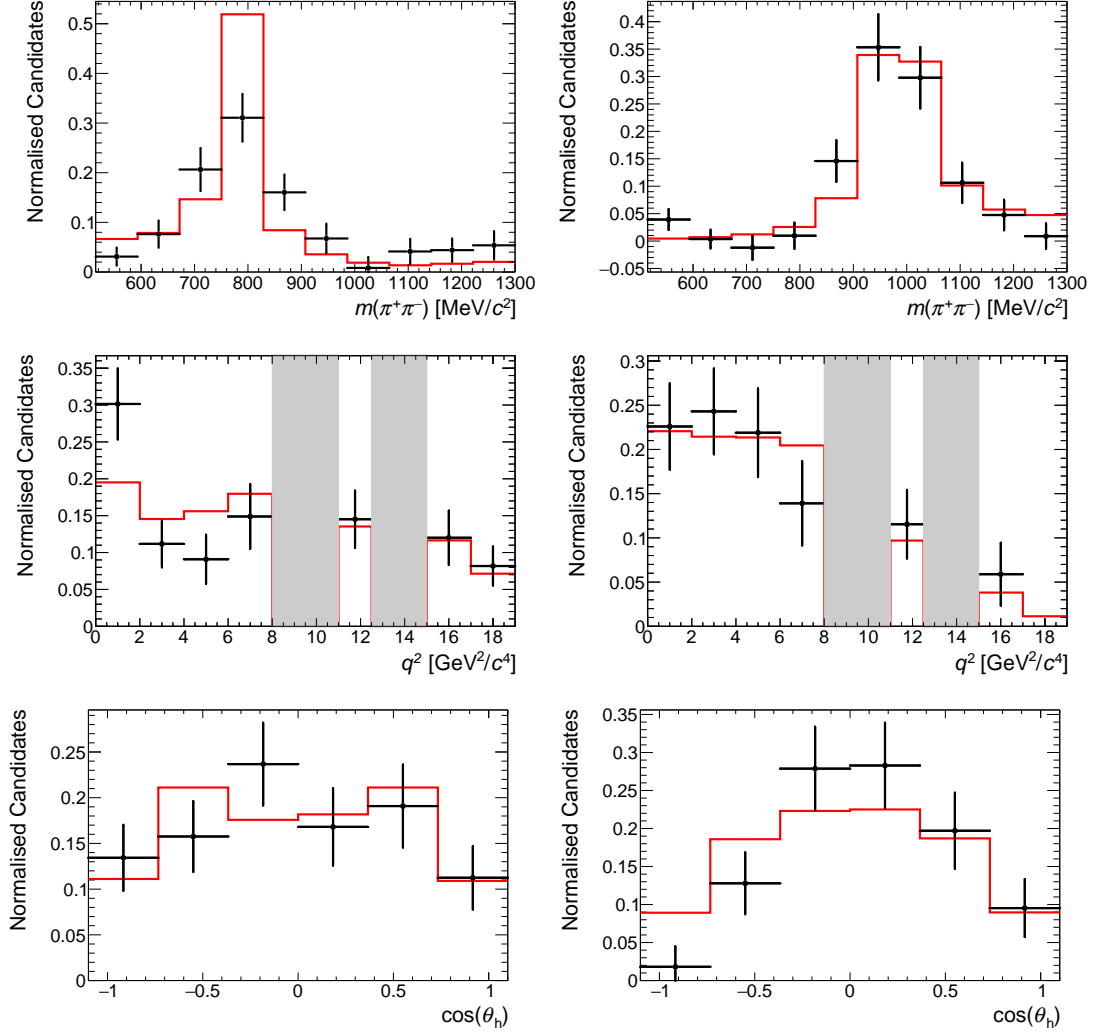 Normalised Candidates
0.5
0.4
0.3
0.2
0.1
0
600 700 800 900 1000 1100 1200 1300
m(π⁺π⁻) [MeV/c²]
Normalised Candidates
0.4
0.35
0.3
0.25
0.2
0.15
0.1
0.05
0
−0.05
600 700 800 900 1000 1100 1200 1300
m(π⁺π⁻) [MeV/c²]
Normalised Candidates
0.35
0.3
0.25
0.2
0.15
0.1
0.05
0
0 2 4 6 8 10 12 14 16 18
q² [GeV²/c⁴]
Normalised Candidates
0.3
0.25
0.2
0.15
0.1
0.05
0
0 2 4 6 8 10 12 14 16 18
q² [GeV²/c⁴]
Normalised Candidates
0.25
0.2
0.15
0.1
0.05
0
−1 −0.5 0 0.5 1
cos(θ_h)
Normalised Candidates
0.35
0.3
0.25
0.2
0.15
0.1
0.05
0
−1 −0.5 0 0.5 1
cos(θ_h)